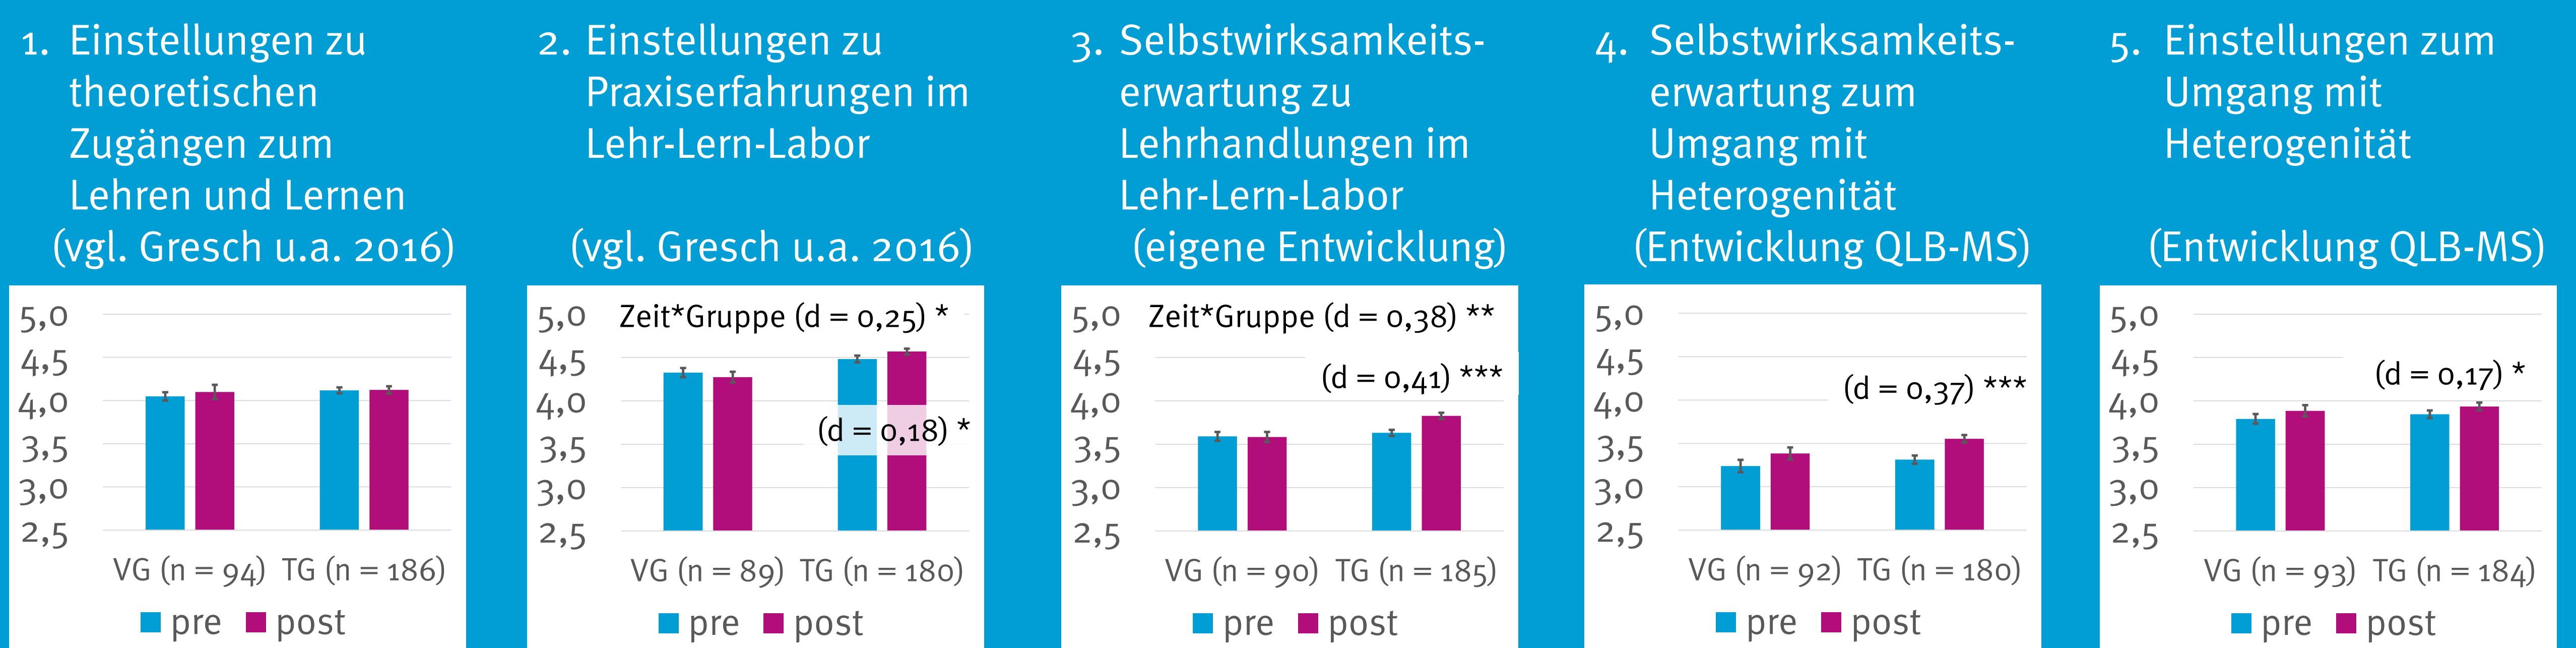 1. Einstellungen zu
theoretischen
Zugängen zum
Lehren und Lernen
(vgl. Gresch u.a. 2016)
5,0
4,5
4,0
3,5
3,0
2,5
VG (n = 94) TG (n = 186)
pre post
2. Einstellungen zu
Praxiserfahrungen im
Lehr-Lern-Labor
(vgl. Gresch u.a. 2016)
5,0 Zeit*Gruppe (d = 0,25) *
4,5
4,0
(d = 0,18) *
3,5
3,0
2,5
VG (n = 89) TG (n = 180)
pre post
3. Selbstwirksamkeits-
erwartung zu
Lehrhandlungen im
Lehr-Lern-Labor
(eigene Entwicklung)
5,0 Zeit*Gruppe (d = 0,38) **
4,5
(d = 0,41) ***
4,0
3,5
3,0
2,5
VG (n = 90) TG (n = 185)
pre post
4. Selbstwirksamkeits-
erwartung zum
Umgang mit
Heterogenität
(Entwicklung QLB-MS)
5,0
4,5
(d = 0,37) ***
4,0
3,5
3,0
2,5
VG (n = 92) TG (n = 180)
pre post
5. Einstellungen zum
Umgang mit
Heterogenität
(Entwicklung QLB-MS)
5,0
4,5
(d = 0,17) *
4,0
3,5
3,0
2,5
VG (n = 93) TG (n = 184)
pre post